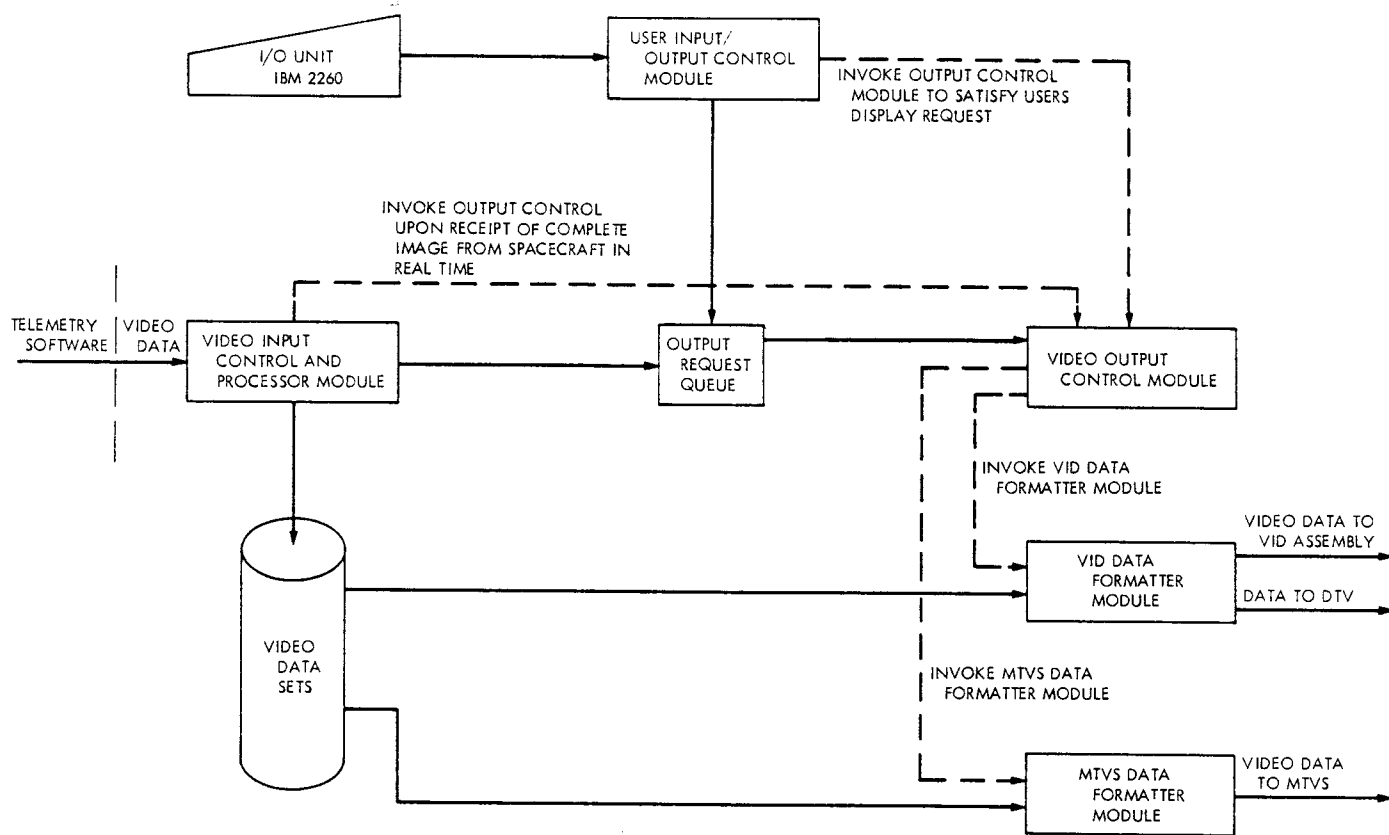 I/O UNIT
IBM 2260
USER INPUT/
OUTPUT CONTROL
MODULE
INVOKE OUTPUT CONTROL
MODULE TO SATISFY USERS
DISPLAY REQUEST
INVOKE OUTPUT CONTROL
UPON RECEIPT OF COMPLETE
IMAGE FROM SPACECRAFT IN
REAL TIME
TELEMETRY
SOFTWARE
VIDEO
DATA
VIDEO INPUT
CONTROL AND
PROCESSOR MODULE
OUTPUT
REQUEST
QUEUE
VIDEO OUTPUT
CONTROL MODULE
INVOKE VID DATA
FORMATTER MODULE
VIDEO DATA TO
VID ASSEMBLY
VID DATA
FORMATTER
MODULE
DATA TO DTV
VIDEO
DATA
SETS
INVOKE MTVS DATA
FORMATTER MODULE
MTVS DATA
FORMATTER
MODULE
VIDEO DATA
TO MTVS